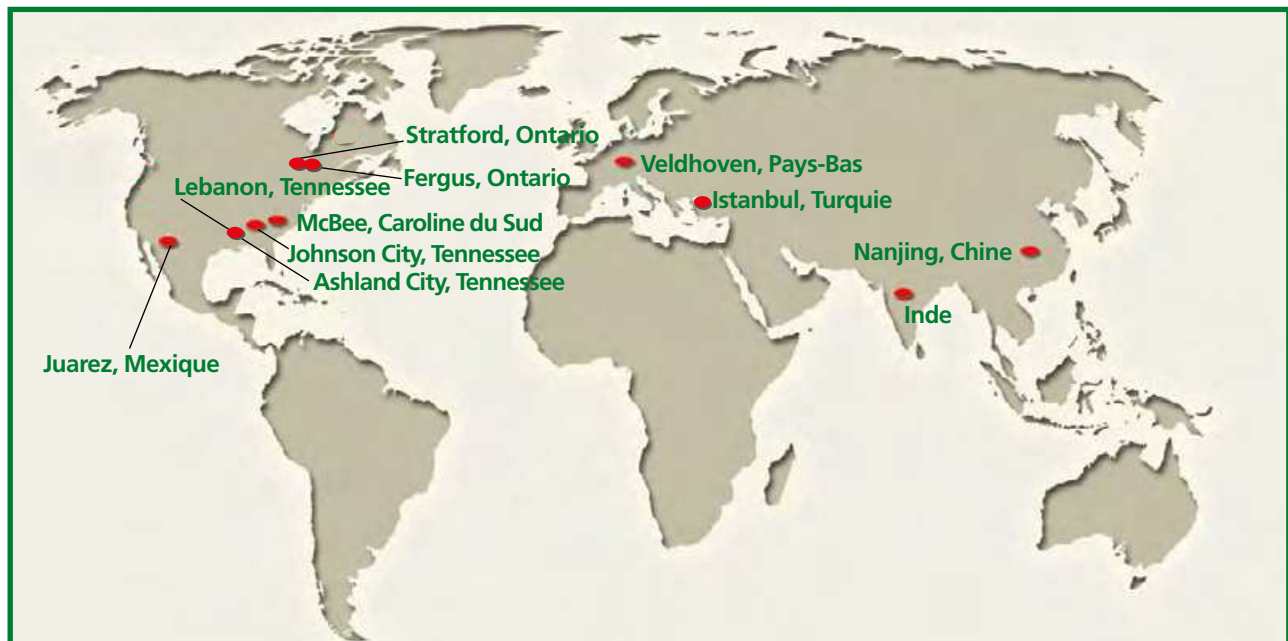 Stratford, Ontario
Fergus, Ontario
Lebanon, Tennessee
McBee, Caroline du Sud
Johnson City, Tennessee
Ashland City, Tennessee
Juarez, Mexique
Veldhoven, Pays-Bas
Istanbul, Turquie
Nanjing, Chine
Inde